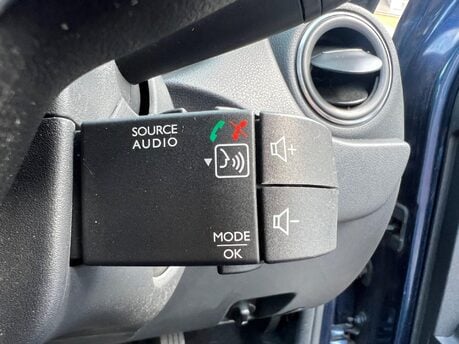 SOURCE
AUDIO
+
MODE
OK
-